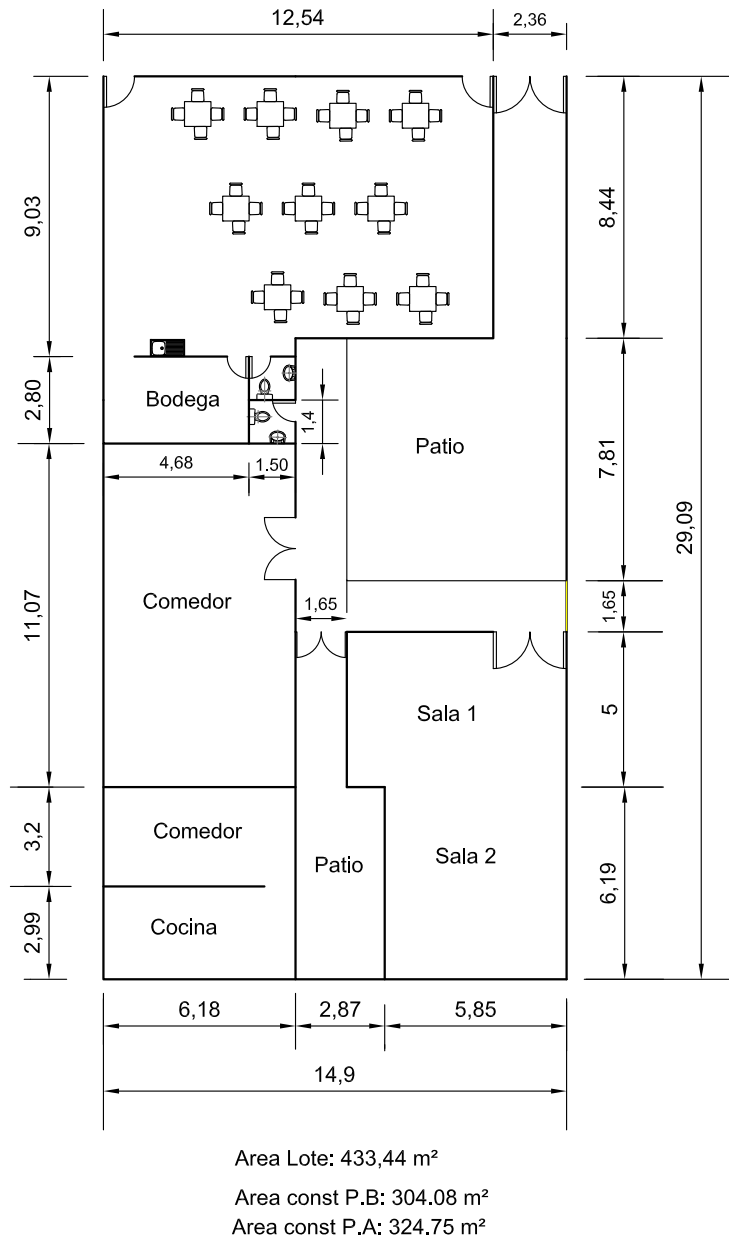 12,54
2,36
9,03
8,44
2,80
Bodega
1,4
4,68
1.50
Patio
7,81
29,09
11,07
Comedor
1,65
1,65
Sala 1
5
3,2
Comedor
Patio
Sala 2
6,19
2,99
Cocina
6,18
2,87
5,85
14,9
Area Lote: 433,44 m²
Area const P.B: 304.08 m²
Area const P.A: 324.75 m²